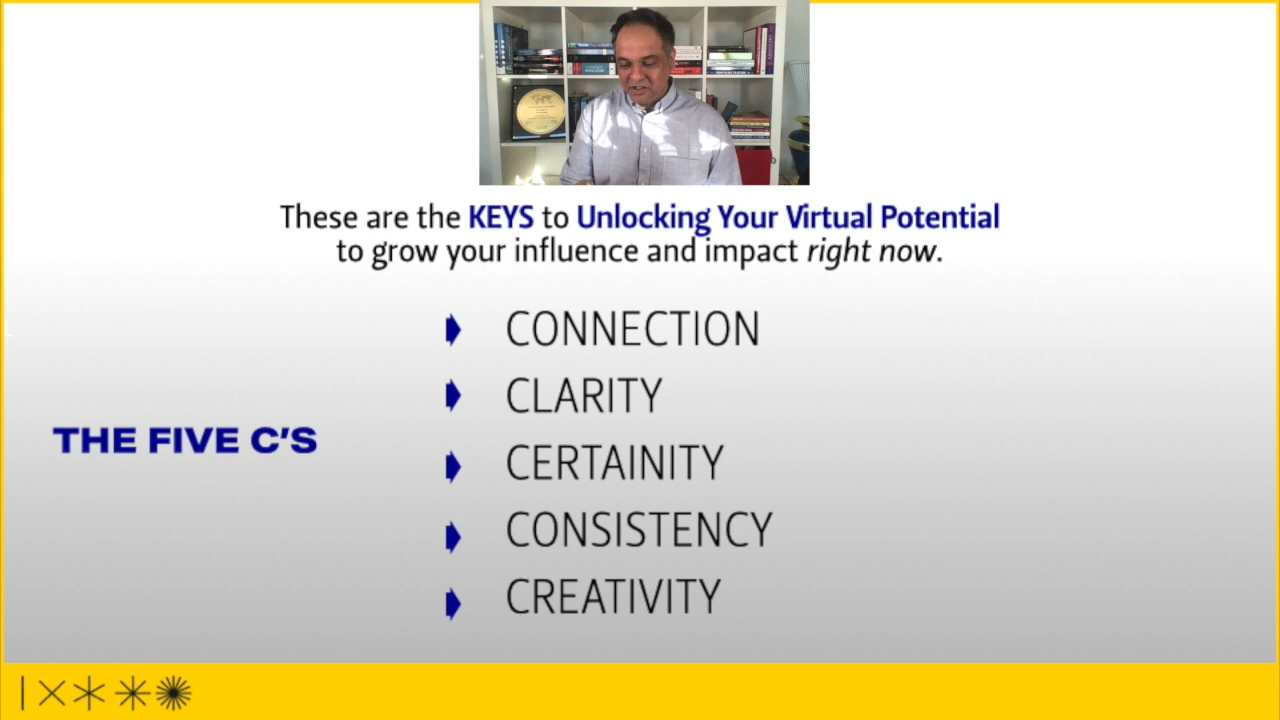 These are the KEYS to Unlocking Your Virtual Potential
to grow your influence and impact right now.
THE FIVE C'S
CONNECTION
CLARITY
CERTAINITY
CONSISTENCY
CREATIVITY